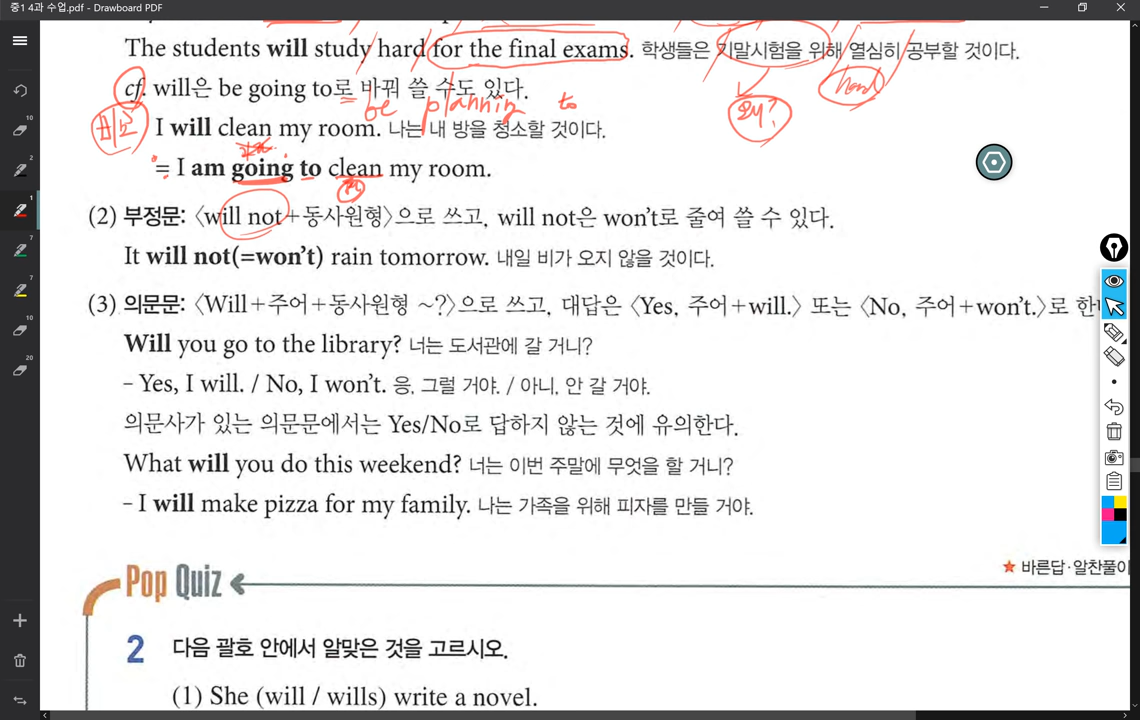 중1 4과 수업.pdf - Drawboard PDF
The students will study hard for the final exams. 학생들은 기말시험을 위해 열심히 공부할 것이다.
hard
cf. will은 be going to로 바꿔 쓸 수도 있다.
= be planning to
비교
I will clean my room. 나는 내 방을 청소할 것이다.
= I am going to clean my room.
(2) 부정문: 〈will not+동사원형〉으로 쓰고, will not은 won't로 줄여 쓸 수 있다.
It will not(=won't) rain tomorrow. 내일 비가 오지 않을 것이다.
(3) 의문문: 〈Will+주어+동사원형 ~?〉으로 쓰고, 대답은 〈Yes, 주어+will.〉 또는 〈No, 주어+won't.〉로 한
Will you go to the library? 너는 도서관에 갈 거니?
– Yes, I will. / No, I won't. 응, 그럴 거야. / 아니, 안 갈 거야.
의문사가 있는 의문문에서는 Yes/No로 답하지 않는 것에 유의한다.
What will you do this weekend? 너는 이번 주말에 무엇을 할 거니?
– I will make pizza for my family. 나는 가족을 위해 피자를 만들 거야.
★ 바른답·알찬풀이
Pop Quiz
2 다음 괄호 안에서 알맞은 것을 고르시오.
(1) She (will / wills) write a novel.
10
2
1
7
7
10
20